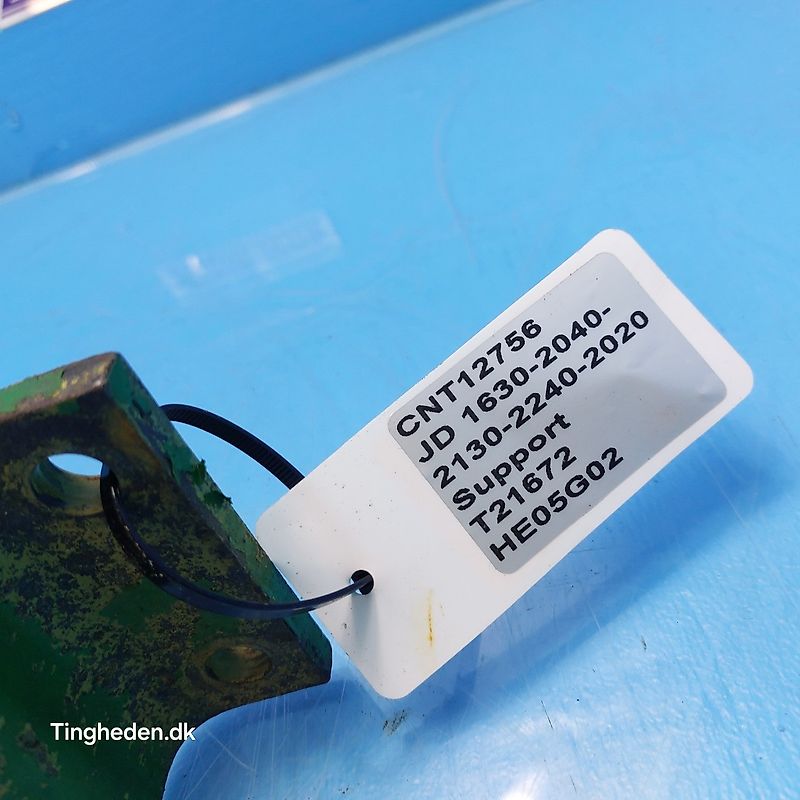 CNT12756
JD 1630-2040-
2130-2240-2020
Support
T21672
HE05G02
Tingheden.dk